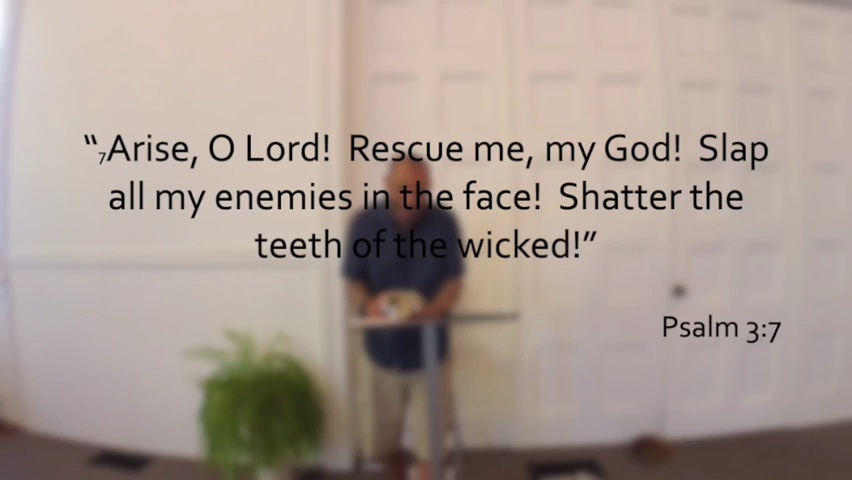 “7Arise, O Lord!  Rescue me, my God!  Slap
all my enemies in the face!  Shatter the
teeth of the wicked!”
Psalm 3:7